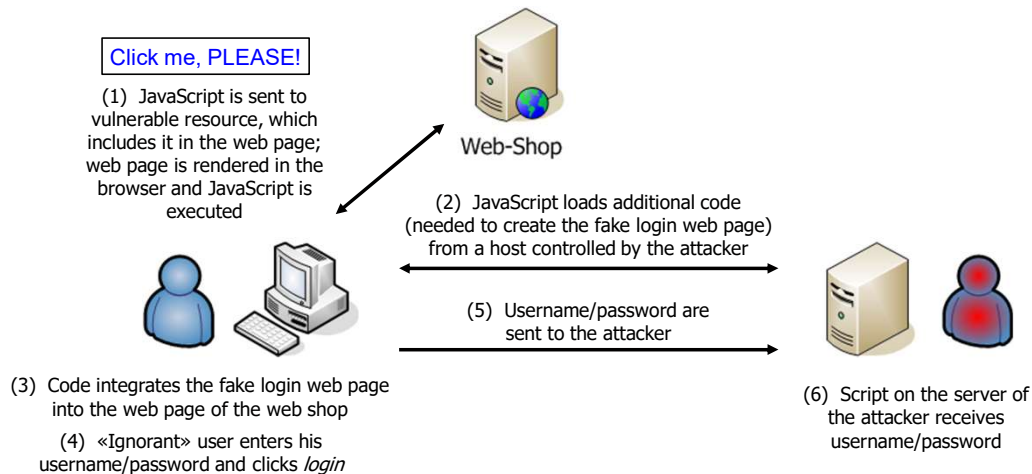 Click me, PLEASE!
(1) JavaScript is sent to
vulnerable resource, which
includes it in the web page;
web page is rendered in the
browser and JavaScript is
executed
Web-Shop
(2) JavaScript loads additional code
(needed to create the fake login web page)
from a host controlled by the attacker
(5) Username/password are
sent to the attacker
(3) Code integrates the fake login web page
into the web page of the web shop
(4) «Ignorant» user enters his
username/password and clicks login
(6) Script on the server of
the attacker receives
username/password